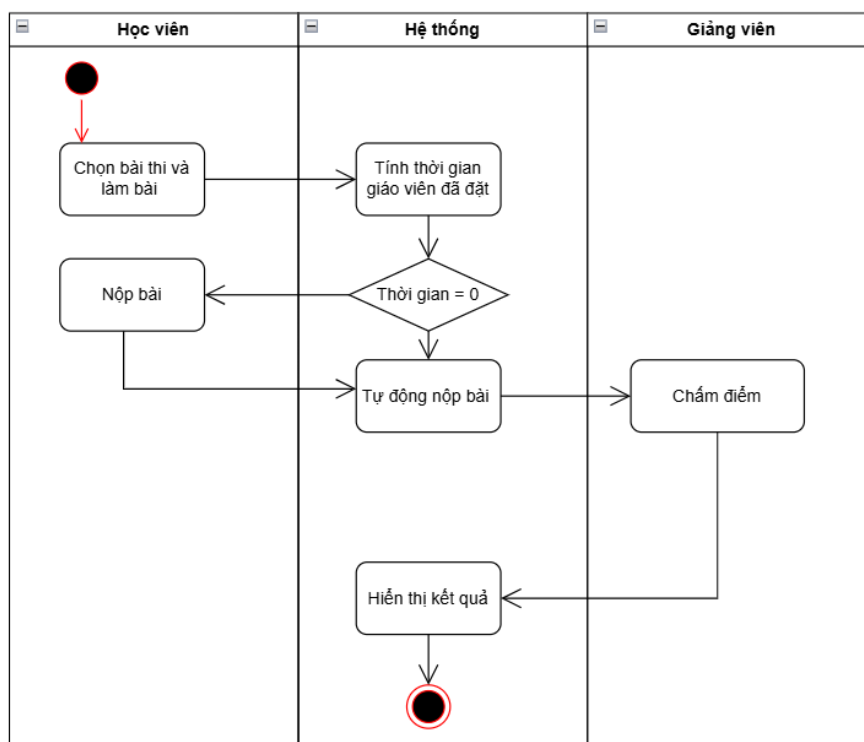 Học viên
Hệ thống
Giảng viên
Chọn bài thi và
làm bài
Tính thời gian
giáo viên đã đặt
Nộp bài
Thời gian = 0
Tự động nộp bài
Chấm điểm
Hiển thị kết quả